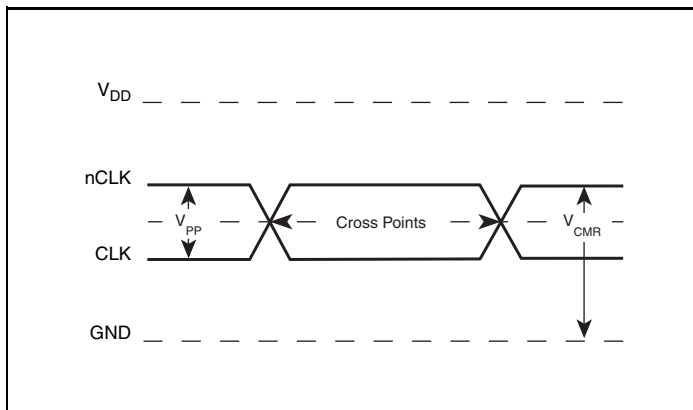 VDD
nCLK
VPP
Cross Points
VCMR
CLK
GND